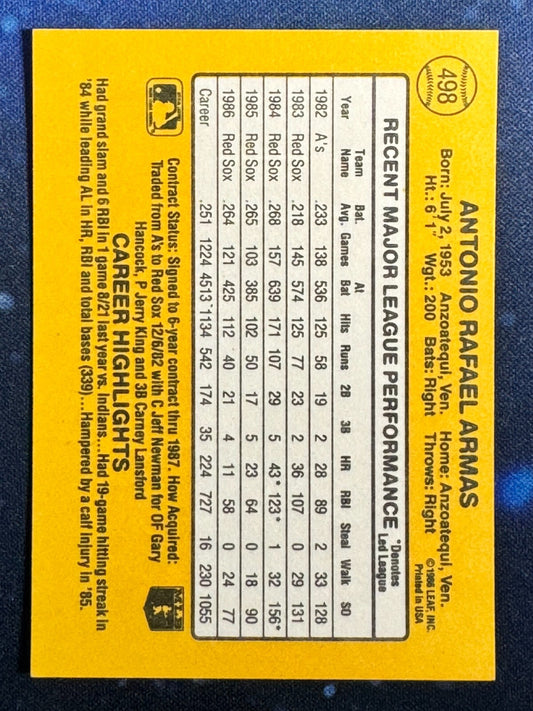 498
ANTONIO RAFAEL ARMAS
©1986 LEAF, INC.
Printed in USA
Born: July 2, 1953 Anzoatequi, Ven. Home: Anzoatequi, Ven.
Ht.: 6' 1" Wgt.: 200 Bats: Right Throws: Right
RECENT MAJOR LEAGUE PERFORMANCE *Denotes Led League
Year Team Name Bat. Avg. Games At Bat Hits Runs 2B 3B HR RBI Steal Walk SO
1982 A's .233 138 536 125 58 19 2 28 89 2 33 128
1983 Red Sox .218 145 574 125 77 23 2 36 107 0 29 131
1984 Red Sox .268 157 639 171 107 29 5 43* 123* 1 32 156*
1985 Red Sox .265 103 385 102 50 17 5 23 64 0 18 90
1986 Red Sox .264 121 425 112 40 21 4 11 58 0 24 77
Career .251 1224 4513 1134 542 174 35 224 727 16 230 1055
Contract Status: Signed to 6-year contract thru 1987. How Acquired:
Traded from A's to Red Sox 12/6/82 with C Jeff Newman for OF Gary
Hancock, P Jerry King and 3B Carney Lansford
CAREER HIGHLIGHTS
Had grand slam and 6 RBI in 1 game 8/21 last year vs. Indians...Had 19-game hitting streak in
'84 while leading AL in HR, RBI and total bases (339)...Hampered by a calf injury in '85.